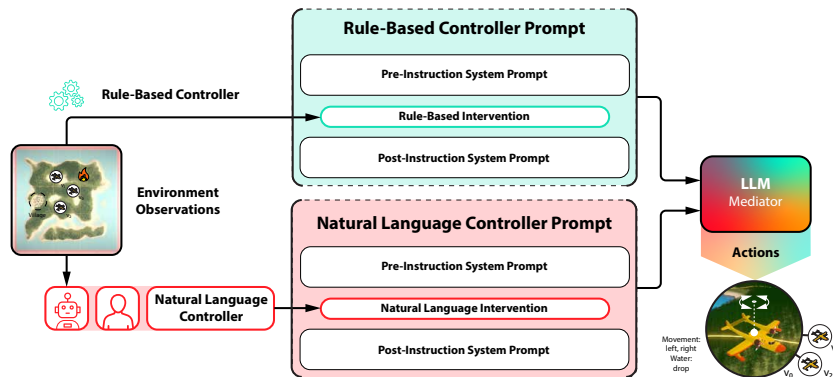 Rule-Based Controller Prompt
Pre-Instruction System Prompt
Rule-Based Controller
Rule-Based Intervention
Post-Instruction System Prompt
Environment
Observations
Village
LLM
Mediator
Natural Language Controller Prompt
Pre-Instruction System Prompt
Actions
Natural Language
Controller
Natural Language Intervention
Post-Instruction System Prompt
Movement:
left, right
Water:
drop
V
V0
V2